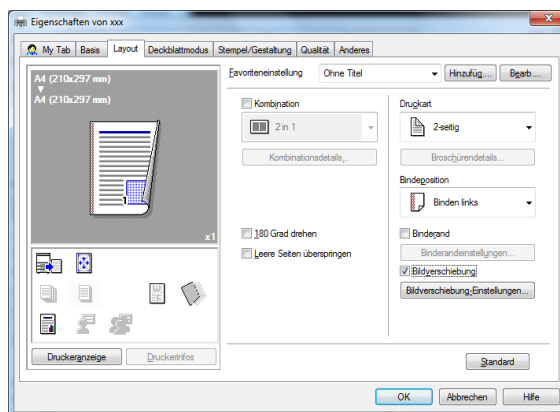 Eigenschaften von xxx
My Tab Basis Layout Deckblattmodus Stempel/Gestaltung Qualität Anderes
A4 (210x297 mm)
A4 (210x297 mm)
1
x1
Favoriteneinstellung Ohne Titel Hinzufüg.... Bearb....
Kombination
2 in 1
Kombinationsdetails...
180 Grad drehen
Leere Seiten überspringen
Druckart
2-seitig
Broschürendetails...
Bindeposition
Binden links
Binderand
Binderandeinstellungen...
Bildverschiebung
Bildverschiebung-Einstellungen...
Druckeranzeige Druckerinfos
Standard
OK Abbrechen Hilfe